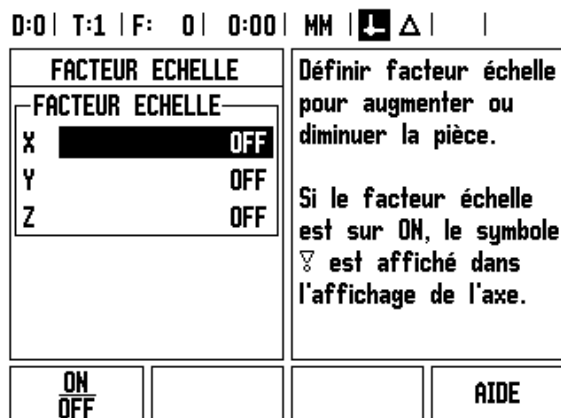 D:0 | T:1 | F: 0 | 0:00 | MM | Δ | |
FACTEUR ECHELLE
FACTEUR ECHELLE
X OFF
Y OFF
Z OFF
Définir facteur échelle
pour augmenter ou
diminuer la pièce.
Si le facteur échelle
est sur ON, le symbole
est affiché dans
l'affichage de l'axe.
ON
OFF
AIDE